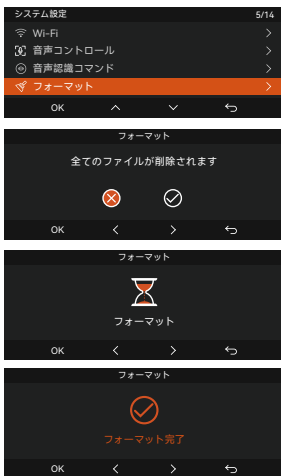 システム設定 5/14
Wi-Fi
音声コントロール
音声認識コマンド
フォーマット
OK
フォーマット
全てのファイルが削除されます
OK
フォーマット
フォーマット
OK
フォーマット
フォーマット完了
OK